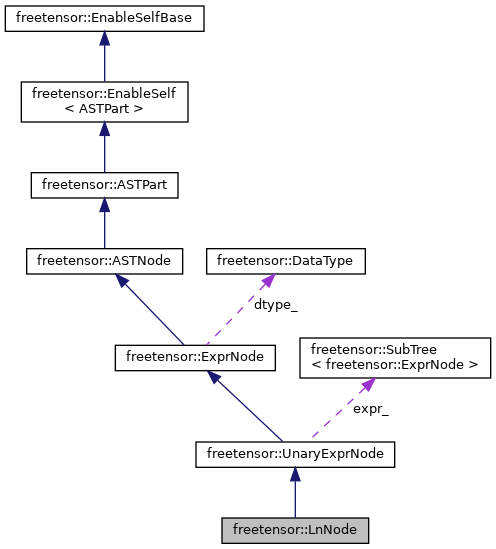 freetensor::EnableSelfBase
freetensor::EnableSelf
< ASTPart >
freetensor::ASTPart
freetensor::ASTNode
freetensor::DataType
dtype_
freetensor::ExprNode
freetensor::SubTree
< freetensor::ExprNode >
expr_
freetensor::UnaryExprNode
freetensor::LnNode